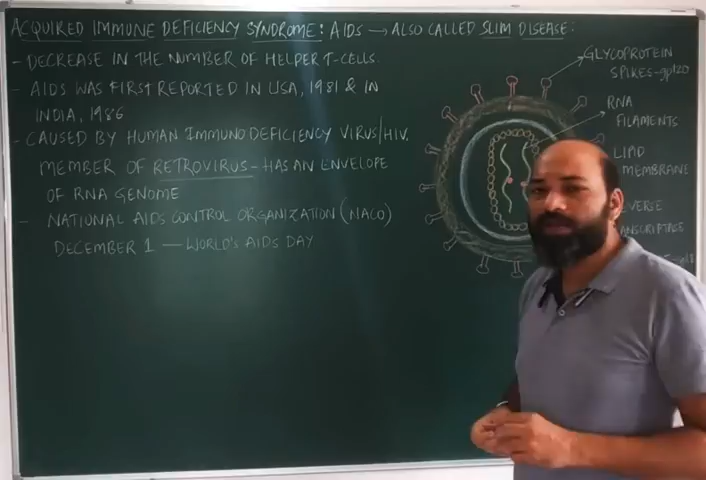 ACQUIRED IMMUNE DEFICIENCY SYNDROME: AIDS → ALSO CALLED SLIM DISEASE:
- DECREASE IN THE NUMBER OF HELPER T-CELLS.
- AIDS WAS FIRST REPORTED IN USA, 1981 & IN
INDIA, 1986
- CAUSED BY HUMAN IMMUNODEFICIENCY VIRUS/HIV.
MEMBER OF RETROVIRUS - HAS AN ENVELOPE
OF RNA GENOME
- NATIONAL AIDS CONTROL ORGANIZATION (NACO)
DECEMBER 1 — WORLD'S AIDS DAY
GLYCOPROTEIN
SPIKES-gp120
RNA
FILAMENTS
LIPID
MEMBRANE
VERSE
ANSCRIPTASE